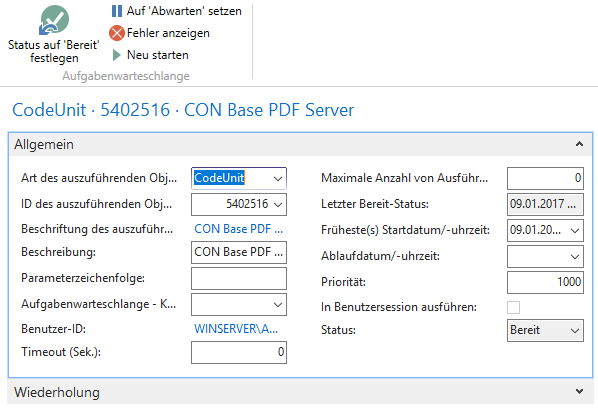 Status auf 'Bereit'
festlegen
Auf 'Abwarten' setzen
Fehler anzeigen
Neu starten
Aufgabenwarteschlange
CodeUnit · 5402516 · CON Base PDF Server
Allgemein
Art des auszuführenden Obj... CodeUnit
ID des auszuführenden Obj... 5402516
Beschriftung des auszuführ... CON Base PDF ...
Beschreibung: CON Base PDF ...
Parameterzeichenfolge:
Aufgabenwarteschlange - K...
Benutzer-ID: WINSERVER\A...
Timeout (Sek.): 0
Maximale Anzahl von Ausführ... 0
Letzter Bereit-Status: 09.01.2017 ...
Früheste(s) Startdatum/-uhrzeit: 09.01.20...
Ablaufdatum/-uhrzeit:
Priorität: 1000
In Benutzersession ausführen:
Status: Bereit
Wiederholung